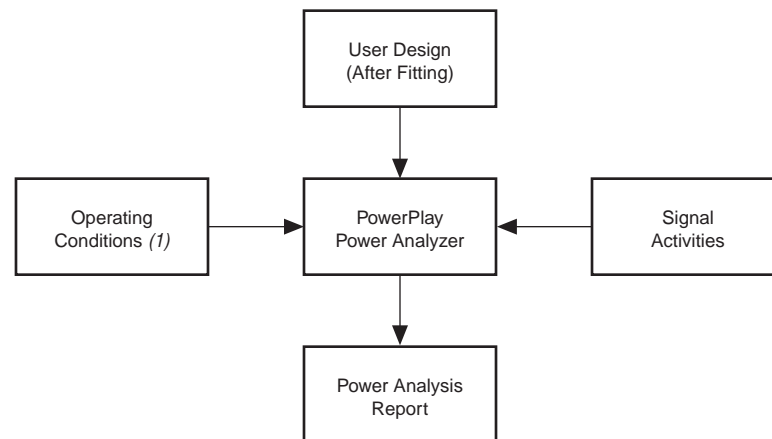 User Design
(After Fitting)
Operating
Conditions (1)
PowerPlay
Power Analyzer
Signal
Activities
Power Analysis
Report